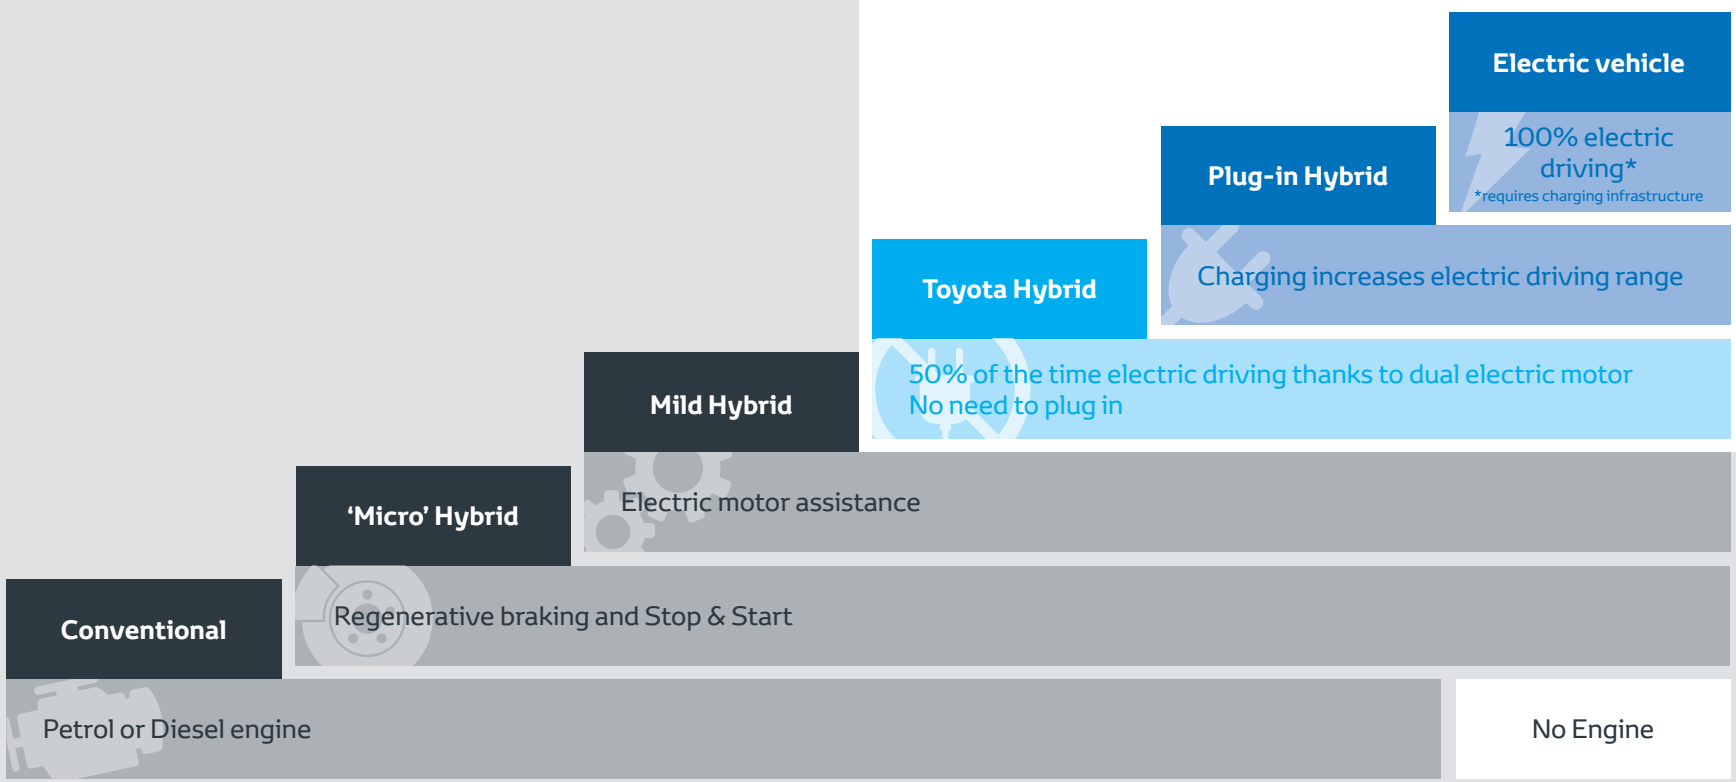 Electric vehicle
100% electric
driving*
*requires charging infrastructure
Plug-in Hybrid
Charging increases electric driving range
Toyota Hybrid
50% of the time electric driving thanks to dual electric motor
No need to plug in
Mild Hybrid
Electric motor assistance
‘Micro’ Hybrid
Regenerative braking and Stop & Start
Conventional
Petrol or Diesel engine
No Engine